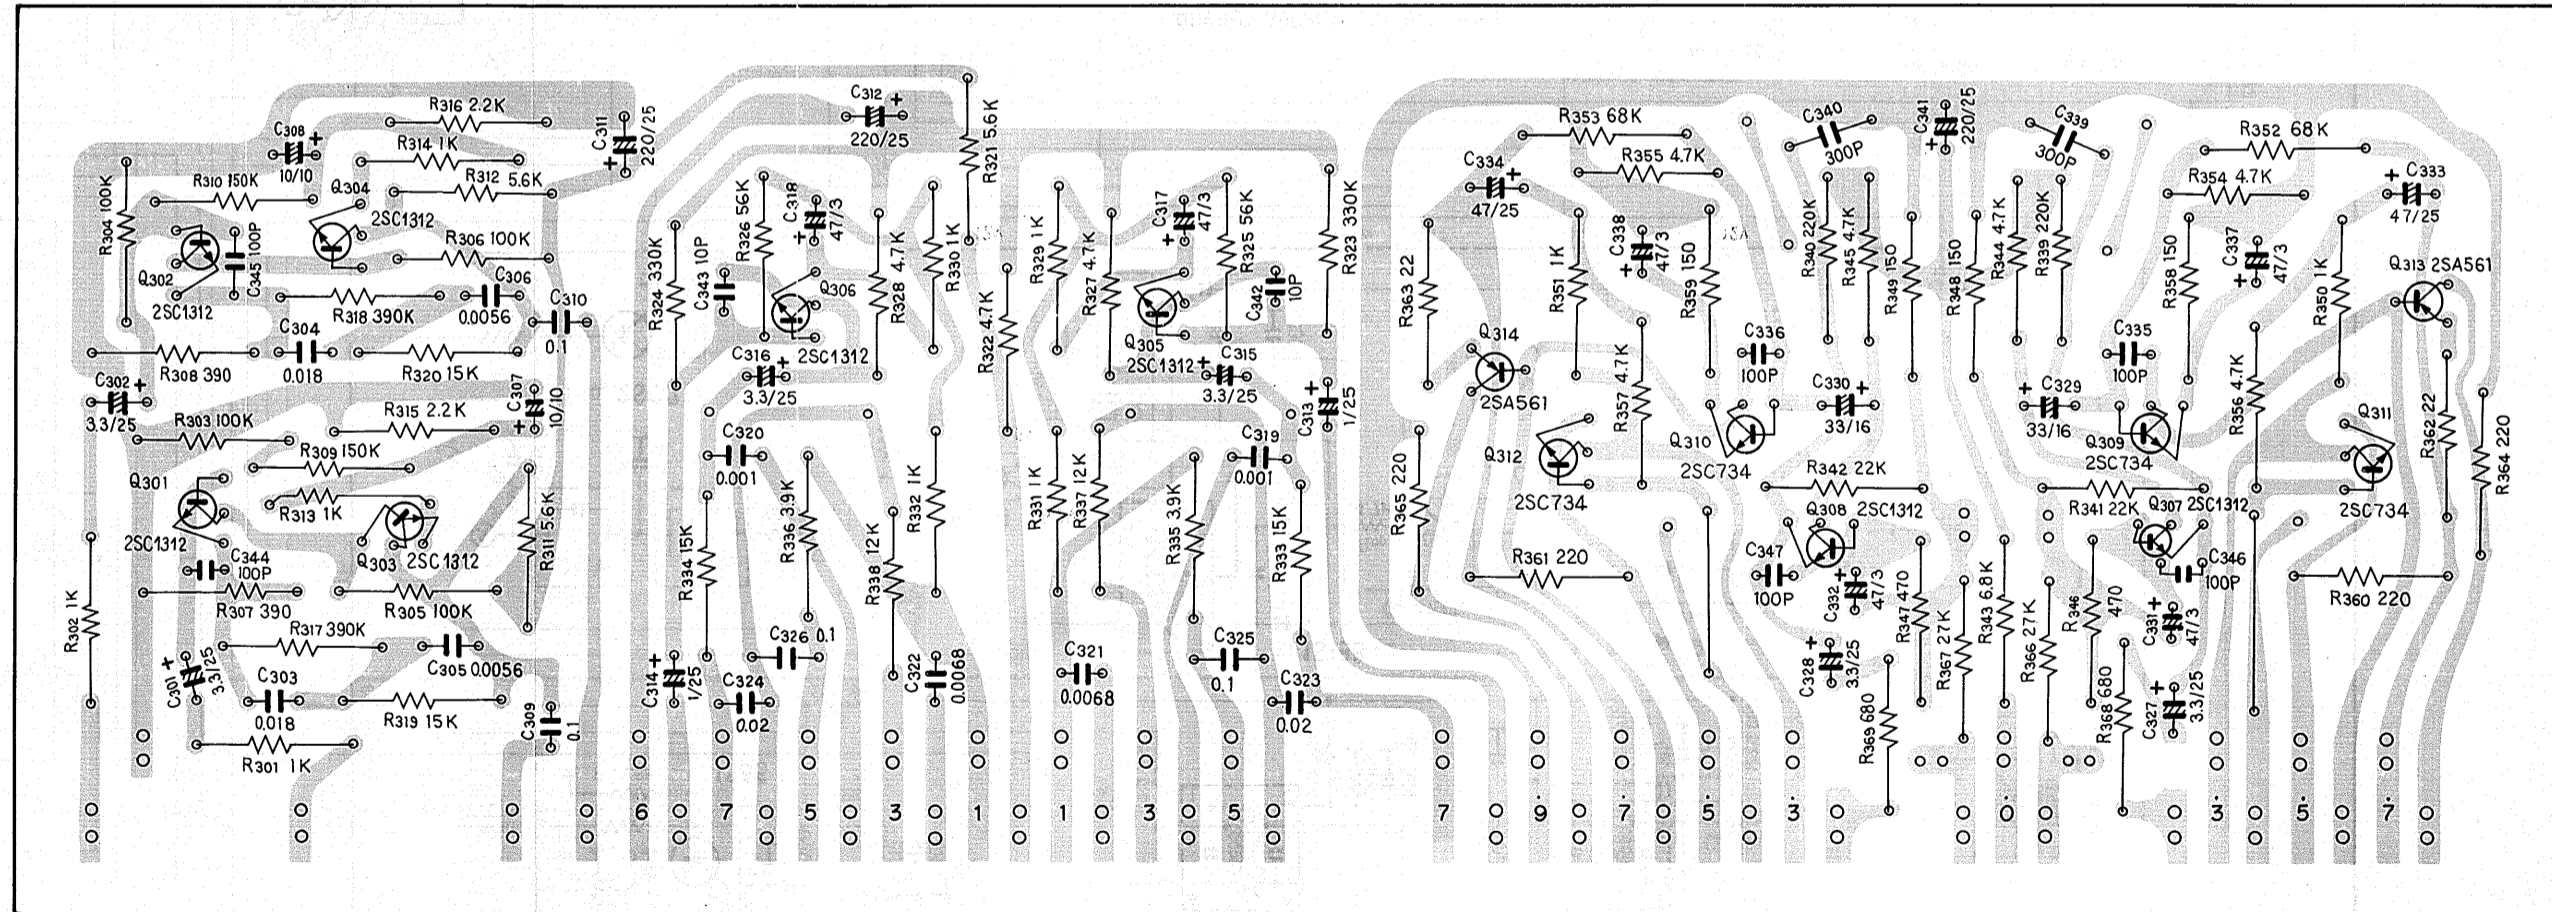 R316 2.2K
C308
10/10
R314 1K
R312 5.6K
C311
220/25
R304 100K
R310 150K
Q304
2SC1312
Q302
2SC1312
C345 100P
R306 100K
C306
0.0056
R318 390K
C310
0.1
C304
0.018
R308 390
R320 15K
C302
3.3/25
C307
10/10
R303 100K
R315 2.2K
R309 150K
Q301
2SC1312
R313 1K
Q303 2SC1312
R311 5.6K
C344
100P
R307 390
R305 100K
R302 1K
R317 390K
C305 0.0056
C301
3.3/25
C303
0.018
R319 15K
C309
0.1
R301 1K
C312
220/25
R321 5.6K
R326 56K
C318
47/3
R324 330K
C343 10P
Q306
2SC1312
R328 4.7K
R330 1K
R329 1K
R327 4.7K
C317
47/3
R325 56K
R323 330K
C342
10P
R322 4.7K
Q305
2SC1312
C316
3.3/25
C315
3.3/25
C313
1/25
C320
0.001
C319
0.001
R334 15K
R336 3.9K
R338 12K
R332 1K
R331 1K
R337 12K
R335 3.9K
R333 15K
C314
1/25
C326 0.1
C324
0.02
C322
0.0068
C321
0.0068
C325
0.1
C323
0.02
R353 68K
C334
47/25
R355 4.7K
C340
300P
C341
220/25
C339
300P
R352 68K
R354 4.7K
C333
47/25
R363 22
R351 1K
C338
47/3
R359 150
R340 220K
R345 4.7K
R349 150
R348 150
R344 4.7K
R339 220K
R358 150
C337
47/3
R350 1K
Q313 2SA561
Q314
2SA561
R357 4.7K
C336
100P
C335
100P
C330
33/16
C329
33/16
R356 4.7K
Q311
2SC734
R362 22
R364 220
R365 220
Q312
2SC734
Q310
2SC734
Q309
2SC734
R342 22K
R341 22K
Q308 2SC1312
Q307 2SC1312
R361 220
C347
100P
C332
47/3
R347 470
R367 27K
R343 6.8K
R366 27K
R346
470
C346
100P
C331
47/3
R360 220
C328
3.3/25
R369 680
R368 680
C327
3.3/25
6 7 5 3 1 1 3 5 7 9 7 5 3 3 5 7